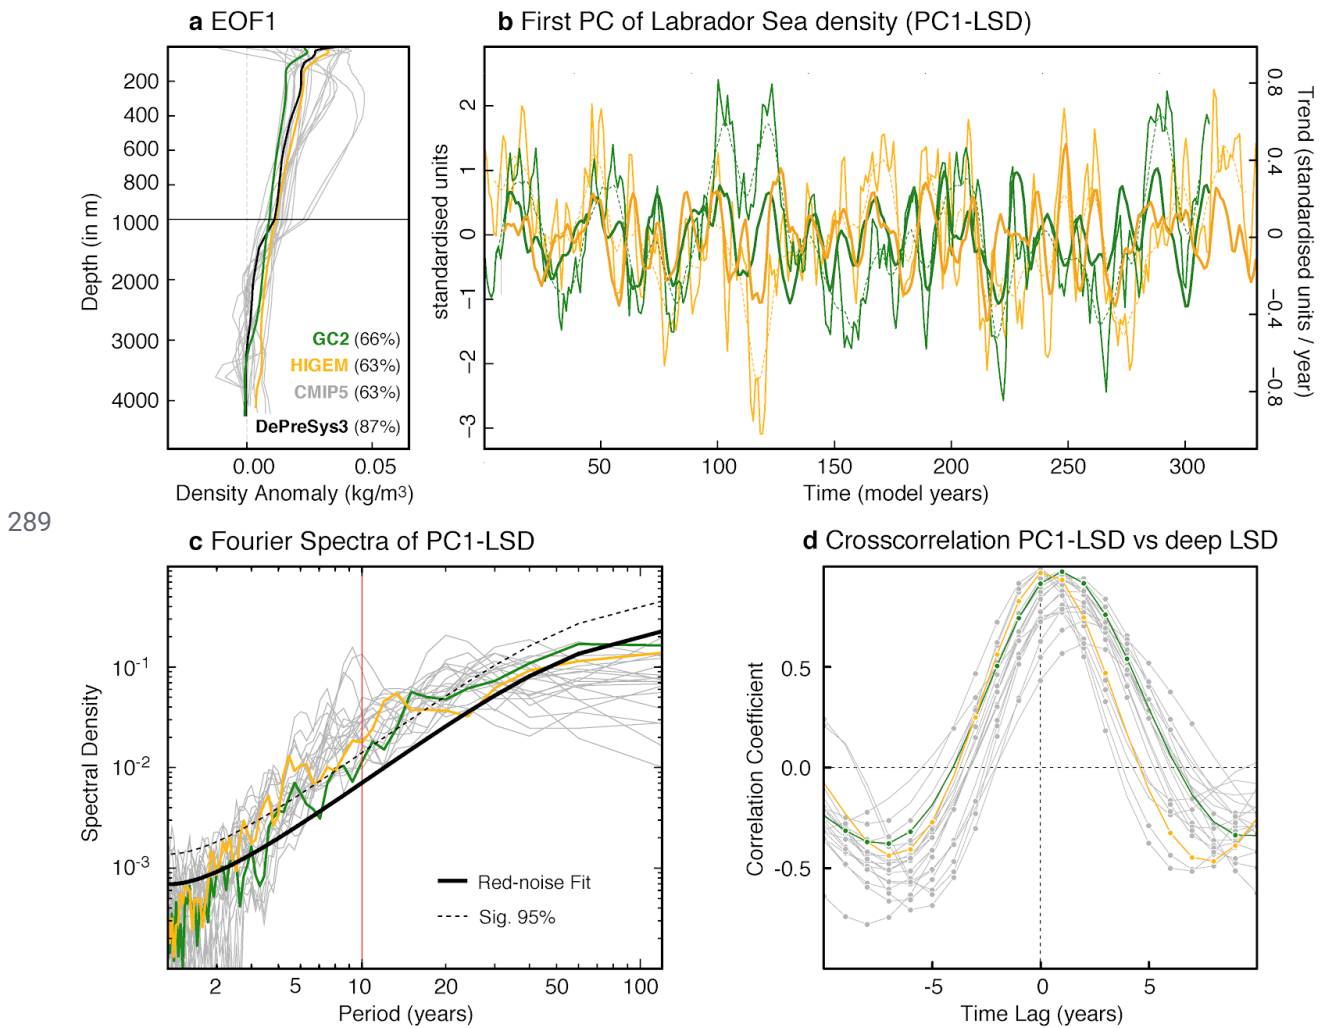 a EOF1
b First PC of Labrador Sea density (PC1-LSD)
200
400
600
800
1000
2000
3000
4000
Depth (in m)
GC2 (66%)
HIGEM (63%)
CMIP5 (63%)
DePreSys3 (87%)
0.00
0.05
Density Anomaly (kg/m3)
2
1
0
-1
-2
-3
standardised units
0.8
0.4
0
-0.4
-0.8
Trend (standardised units / year)
50
100
150
200
250
300
Time (model years)
289
c Fourier Spectra of PC1-LSD
d Crosscorrelation PC1-LSD vs deep LSD
10-1
10-2
10-3
Spectral Density
Red-noise Fit
Sig. 95%
2
5
10
20
50
100
Period (years)
0.5
0.0
-0.5
Correlation Coefficient
-5
0
5
Time Lag (years)